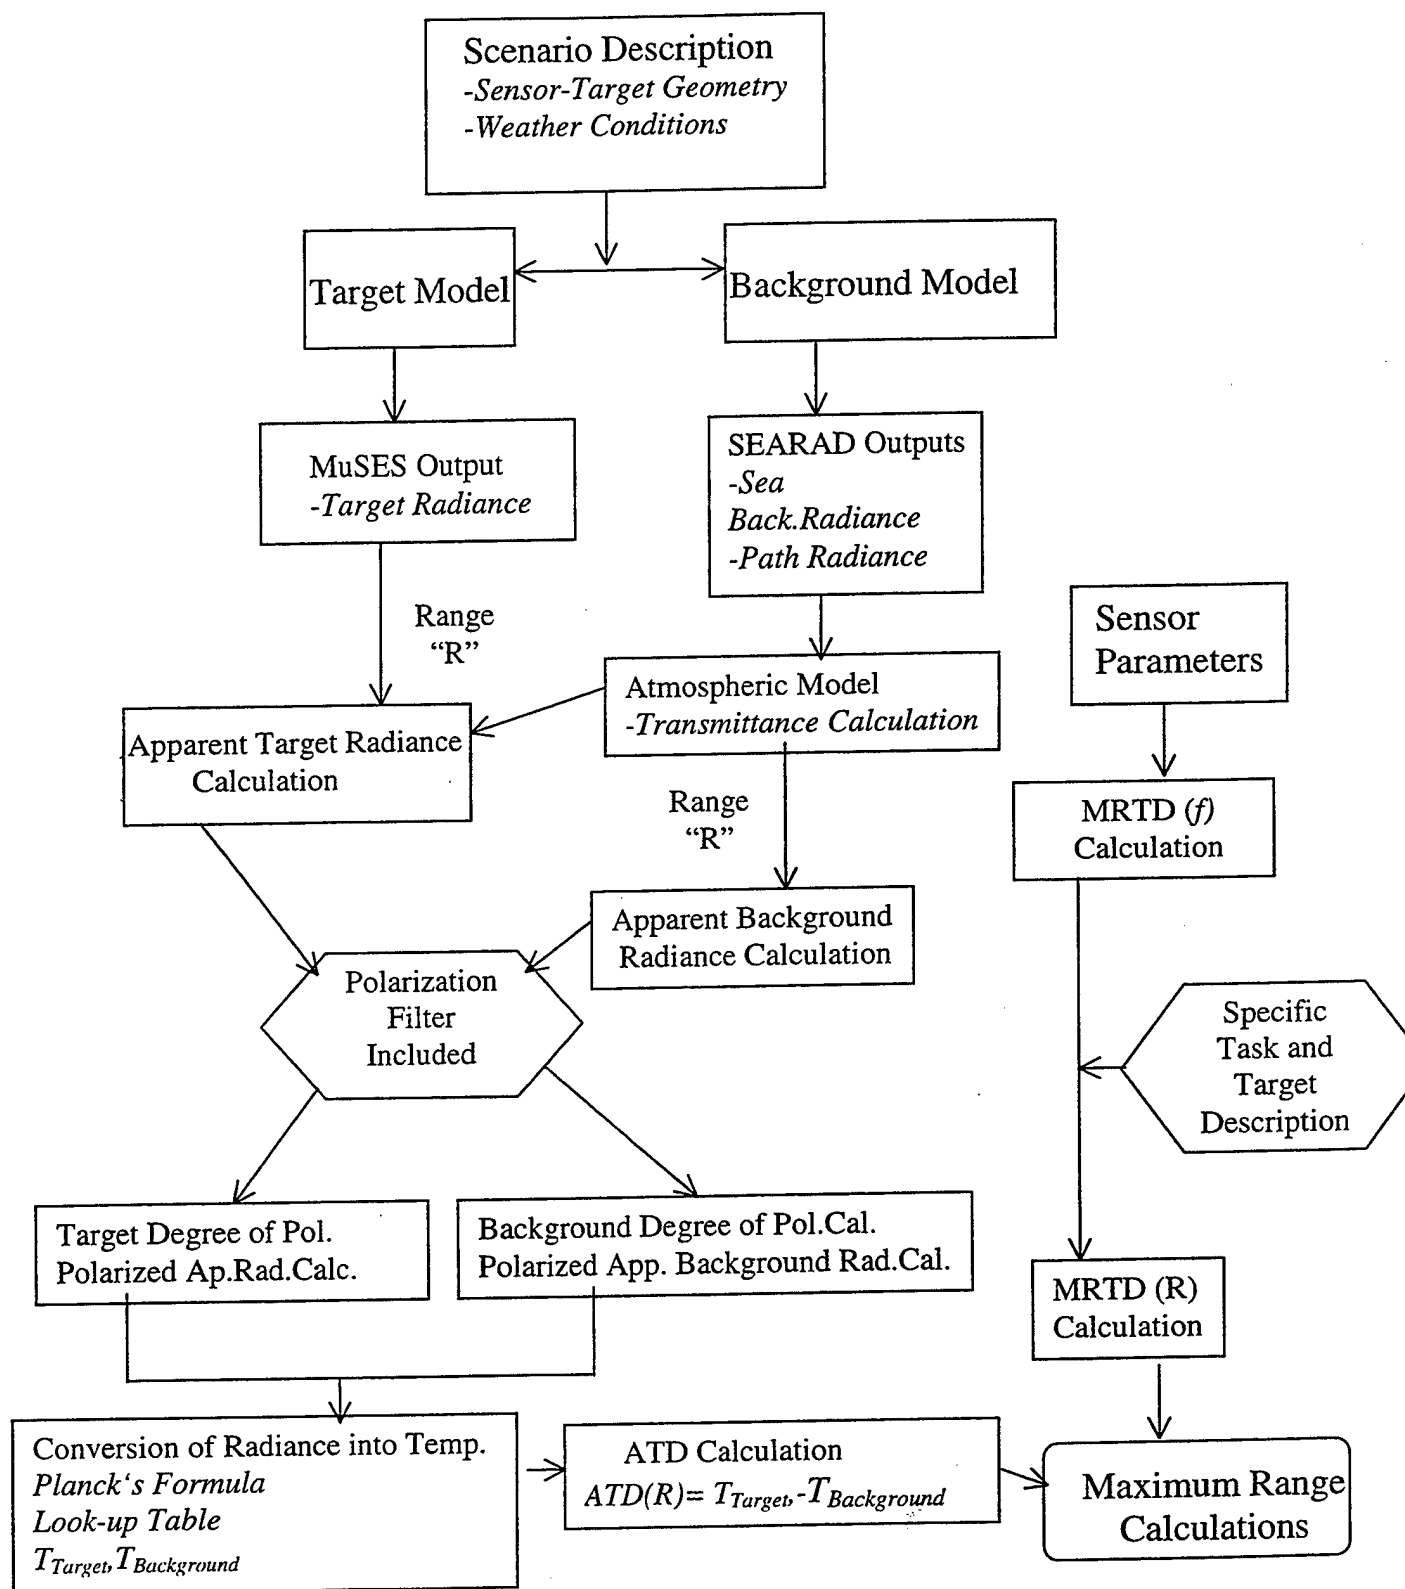 Scenario Description
-Sensor-Target Geometry
-Weather Conditions
Target Model
Background Model
MuSES Output
-Target Radiance
SEARAD Outputs
-Sea
Back.Radiance
-Path Radiance
Range
“R”
Sensor
Parameters
Atmospheric Model
-Transmittance Calculation
Apparent Target Radiance
Calculation
Range
“R”
MRTD (f)
Calculation
Apparent Background
Radiance Calculation
Polarization
Filter
Included
Specific
Task and
Target
Description
Target Degree of Pol.
Polarized Ap.Rad.Calc.
Background Degree of Pol.Cal.
Polarized App. Background Rad.Cal.
MRTD (R)
Calculation
Conversion of Radiance into Temp.
Planck‘s Formula
Look-up Table
TTarget,TBackground
ATD Calculation
ATD(R)= TTarget,-TBackground
Maximum Range
Calculations